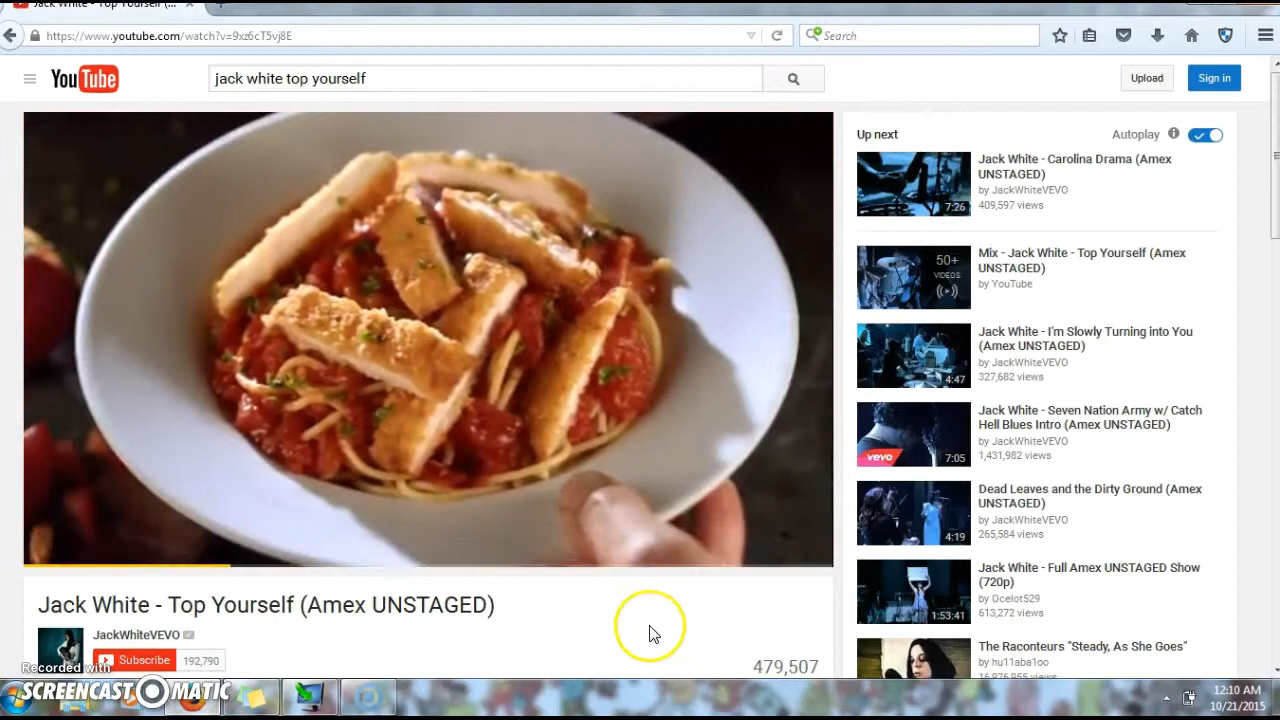 Jack White - Top Yourself (...
https://www.youtube.com/watch?v=9xz6cT5vj8E
Search
YouTube
jack white top yourself
Upload
Sign in
Up next
Autoplay
Jack White - Carolina Drama (Amex
UNSTAGED)
by JackWhiteVEVO
409,597 views
7:26
Mix - Jack White - Top Yourself (Amex
UNSTAGED)
by YouTube
50+
VIDEOS
Jack White - I'm Slowly Turning into You
(Amex UNSTAGED)
by JackWhiteVEVO
327,682 views
4:47
Jack White - Seven Nation Army w/ Catch
Hell Blues Intro (Amex UNSTAGED)
by JackWhiteVEVO
1,431,982 views
vevo
7:05
Dead Leaves and the Dirty Ground (Amex
UNSTAGED)
by JackWhiteVEVO
265,584 views
4:19
Jack White - Full Amex UNSTAGED Show
(720p)
by Ocelot529
613,272 views
1:53:41
The Raconteurs "Steady, As She Goes"
by hu11aba1oo
16,976,955 views
Jack White - Top Yourself (Amex UNSTAGED)
JackWhiteVEVO
Subscribe
192,790
479,507
Recorded with
SCREENCAST MATIC
12:10 AM
10/21/2015